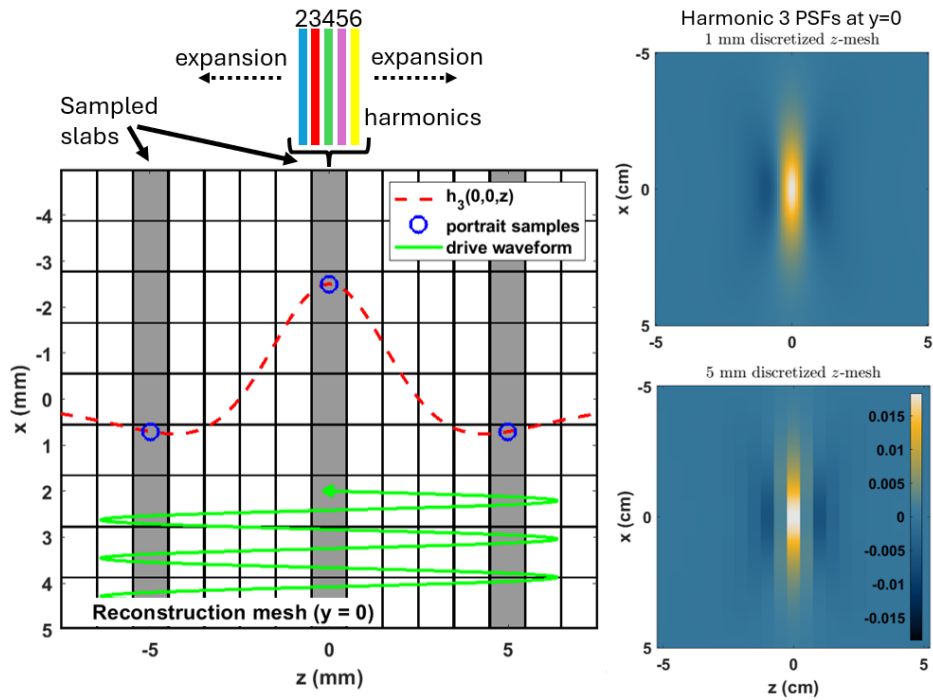 23456
expansion
expansion
Sampled
slabs
harmonics
h₃(0,0,z)
portrait samples
drive waveform
-4
-3
-2
-1
0
1
2
3
4
5
x (mm)
Reconstruction mesh (y = 0)
-5
0
5
z (mm)
Harmonic 3 PSFs at y=0
1 mm discretized z-mesh
-5
0
5
x (cm)
-5
0
5
5 mm discretized z-mesh
-5
0
5
x (cm)
0.015
0.01
0.005
0
-0.005
-0.01
-0.015
-5
0
5
z (cm)